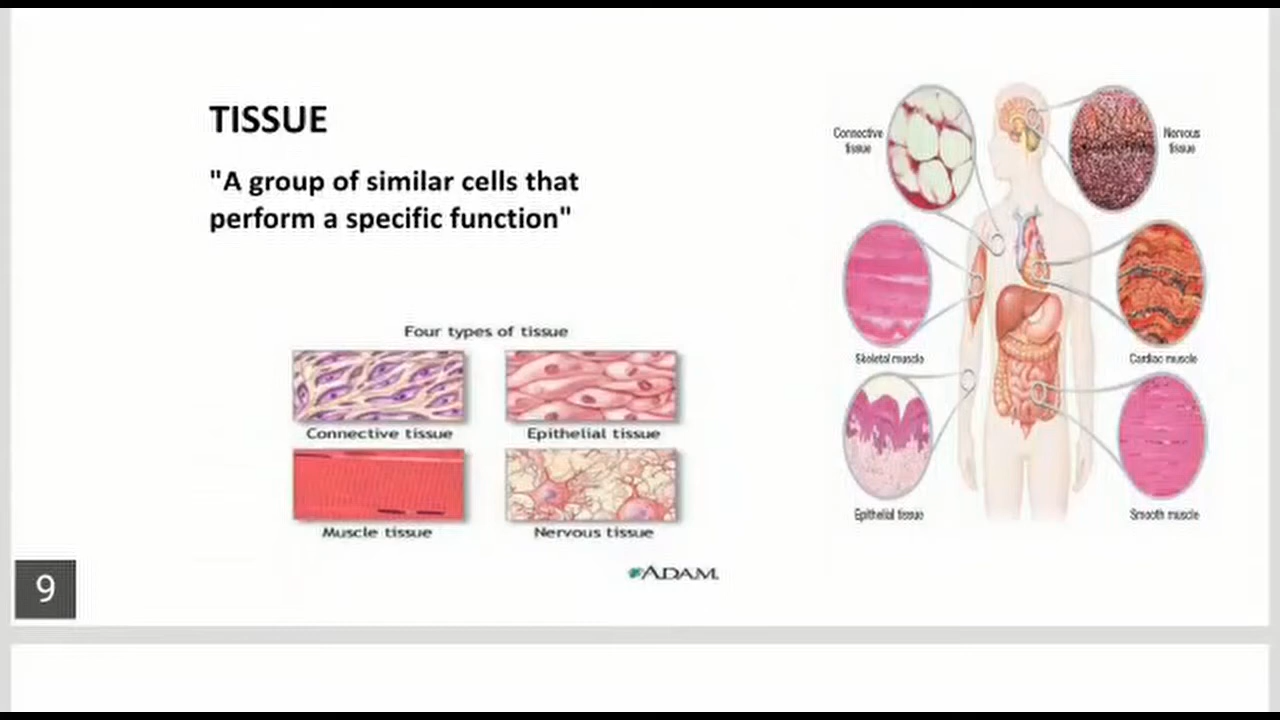 TISSUE
"A group of similar cells that
perform a specific function"
Four types of tissue
Connective tissue
Epithelial tissue
Muscle tissue
Nervous tissue
ADAM.
Connective
tissue
Nervous
tissue
Skeletal muscle
Cardiac muscle
Epithelial tissue
Smooth muscle
9